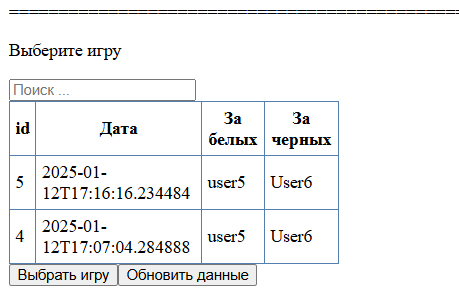 ==================================================
Выберите игру
Поиск ...
id Дата За белых За черных
5 2025-01-12T17:16:16.234484 user5 User6
4 2025-01-12T17:07:04.284888 user5 User6
Выбрать игру Обновить данные